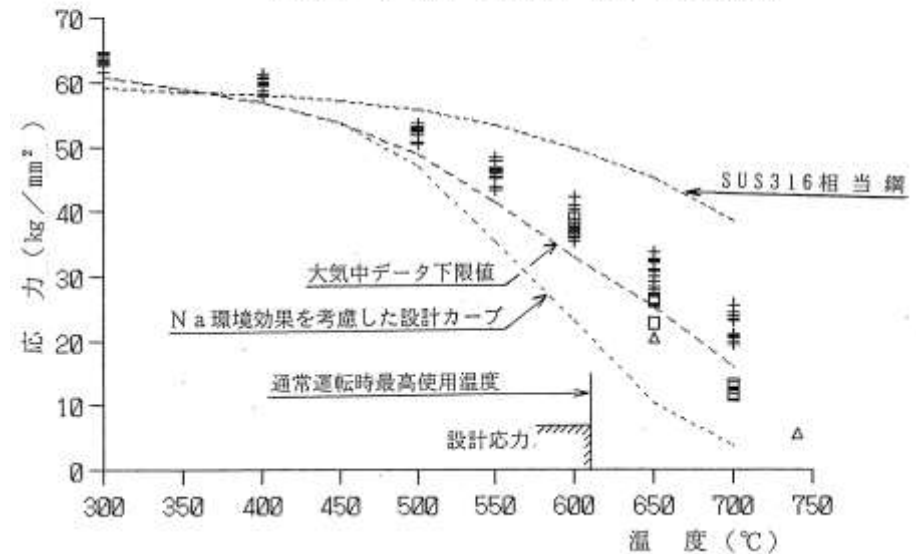 70
60
50
40
30
20
10
0
応 力 (kg/mm²)
SUS316相当鋼
大気中データ下限値
Na環境効果を考慮した設計カーブ
通常運転時最高使用温度
設計応力
300 400 450 500 550 600 650 700 750
温 度 (℃)